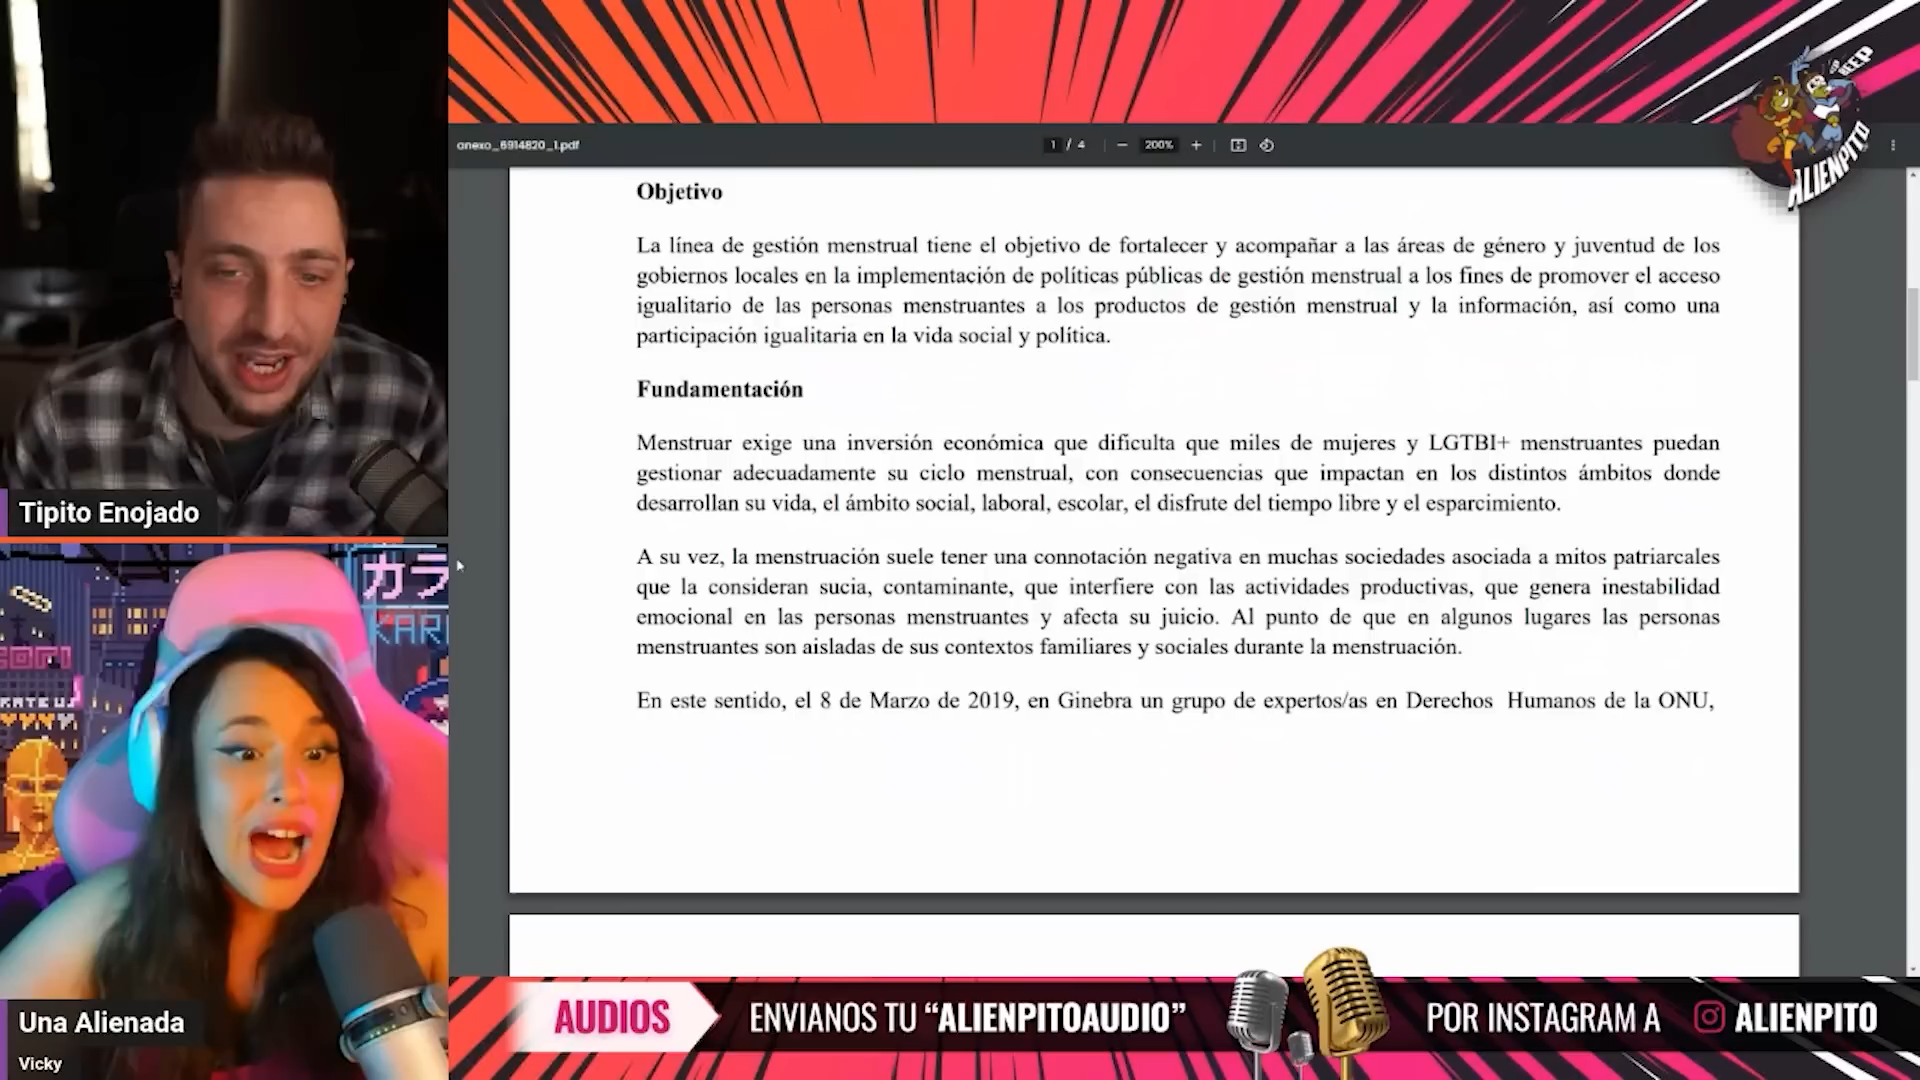 BEEP
ALIENPITO
anexo_6914820_1.pdf
1 / 4
200%
Objetivo
La línea de gestión menstrual tiene el objetivo de fortalecer y acompañar a las áreas de género y juventud de los
gobiernos locales en la implementación de políticas públicas de gestión menstrual a los fines de promover el acceso
igualitario de las personas menstruantes a los productos de gestión menstrual y la información, así como una
participación igualitaria en la vida social y política.
Fundamentación
Menstruar exige una inversión económica que dificulta que miles de mujeres y LGTBI+ menstruantes puedan
gestionar adecuadamente su ciclo menstrual, con consecuencias que impactan en los distintos ámbitos donde
desarrollan su vida, el ámbito social, laboral, escolar, el disfrute del tiempo libre y el esparcimiento.
A su vez, la menstruación suele tener una connotación negativa en muchas sociedades asociada a mitos patriarcales
que la consideran sucia, contaminante, que interfiere con las actividades productivas, que genera inestabilidad
emocional en las personas menstruantes y afecta su juicio. Al punto de que en algunos lugares las personas
menstruantes son aisladas de sus contextos familiares y sociales durante la menstruación.
En este sentido, el 8 de Marzo de 2019, en Ginebra un grupo de expertos/as en Derechos Humanos de la ONU,
Tipito Enojado
カラ
Una Alienada
Vicky
AUDIOS
ENVIANOS TU “ALIENPITOAUDIO”
POR INSTAGRAM A
ALIENPITO